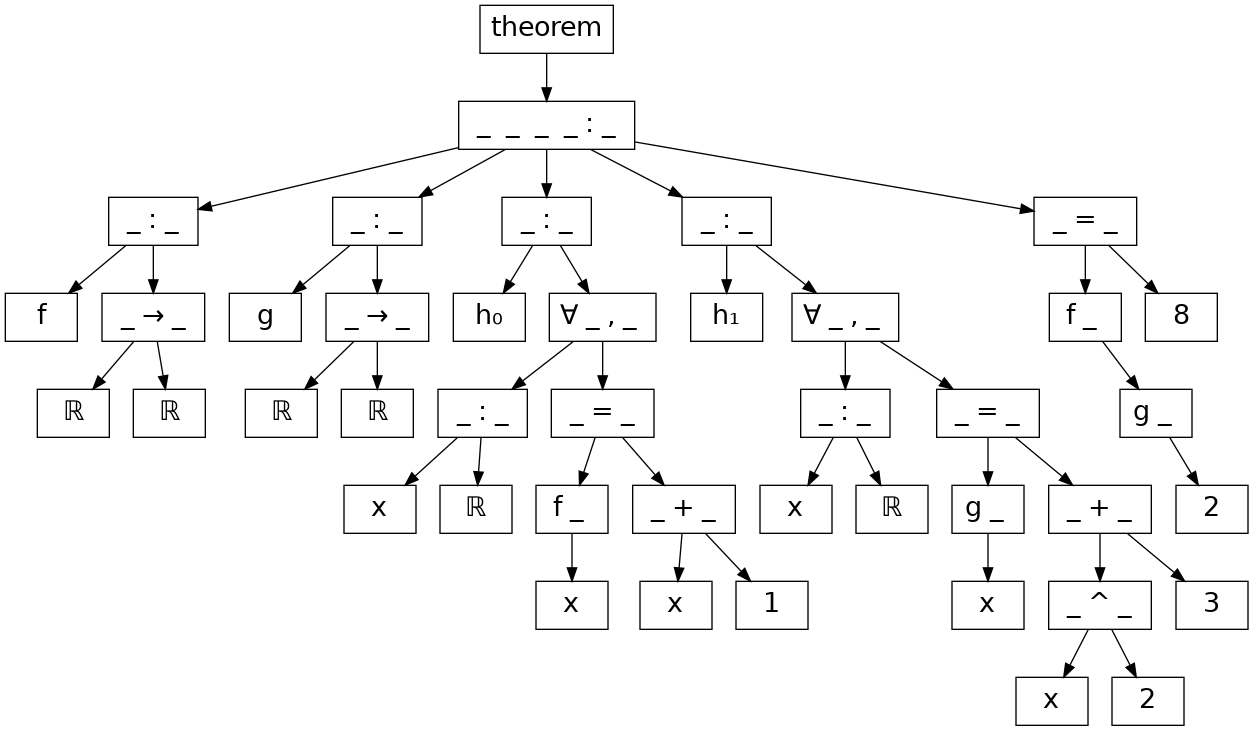 theorem
_ _ _ _ : _
_ : _ _ : _ _ : _ _ : _ _ = _
f _ → _ g _ → _ h₀ ∀ _ , _ h₁ ∀ _ , _ f _ 8
ℝ ℝ ℝ ℝ _ : _ _ = _ _ : _ _ = _ g _
x ℝ f _ _ + _ x ℝ g _ _ + _ 2
x x 1 x _ ^ _ 3
x 2